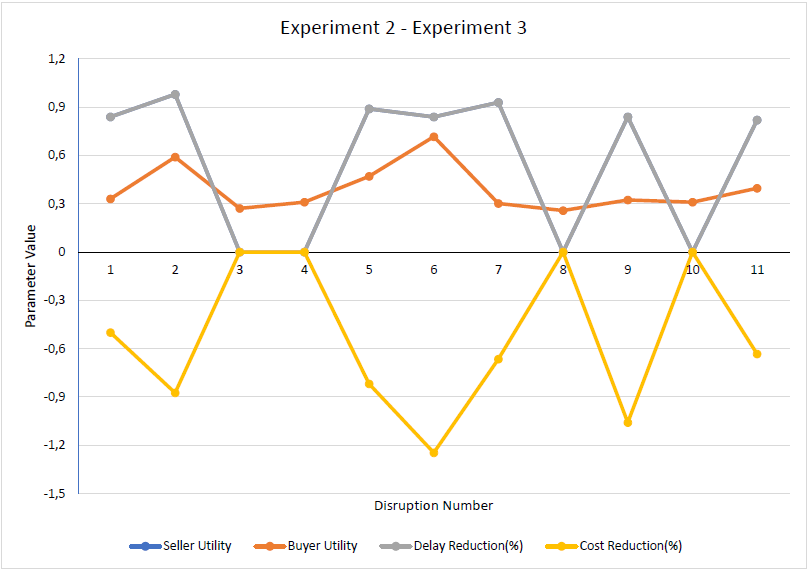 Experiment 2 - Experiment 3
1,2
0,9
0,6
0,3
0
-0,3
-0,6
-0,9
-1,2
-1,5
Parameter Value
1 2 3 4 5 6 7 8 9 10 11
Disruption Number
Seller Utility Buyer Utility Delay Reduction(%) Cost Reduction(%)